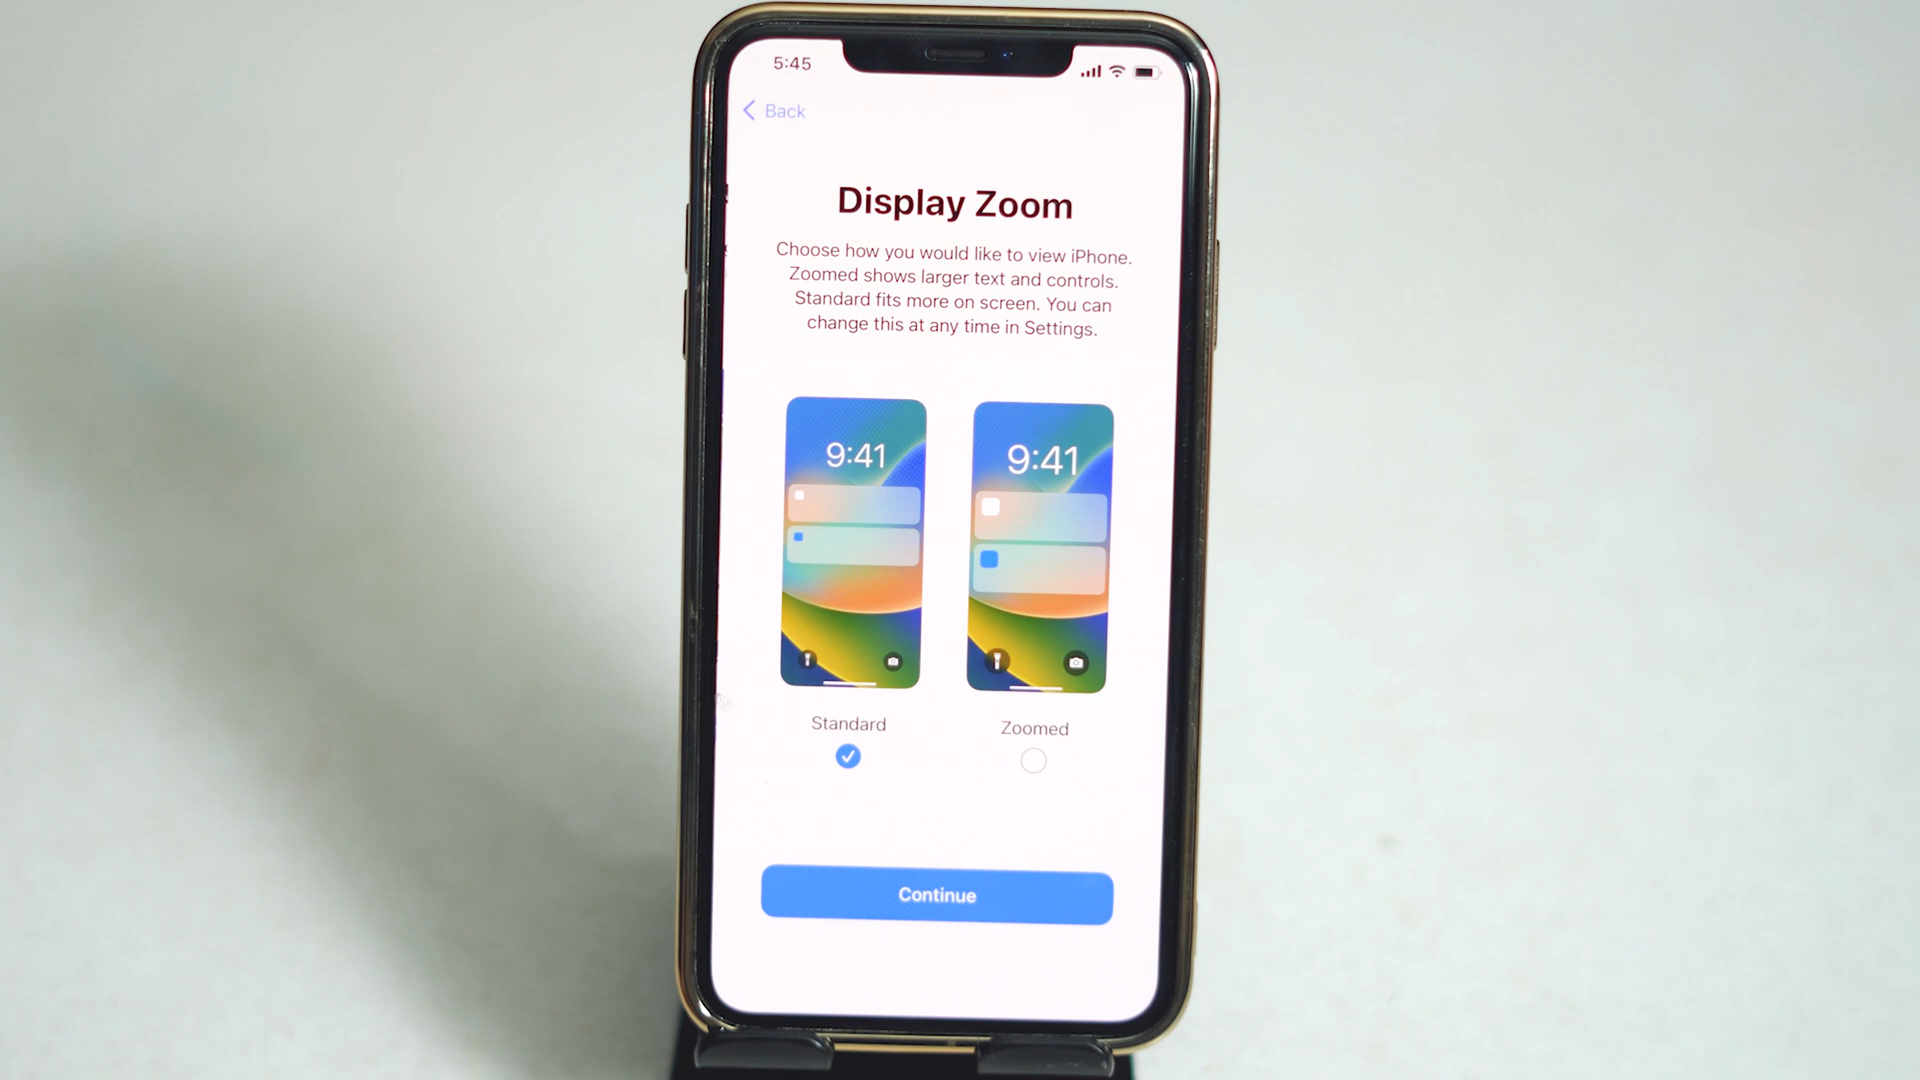 5:45
Back
Display Zoom
Choose how you would like to view iPhone.
Zoomed shows larger text and controls.
Standard fits more on screen. You can
change this at any time in Settings.
9:41
9:41
Standard
Zoomed
Continue